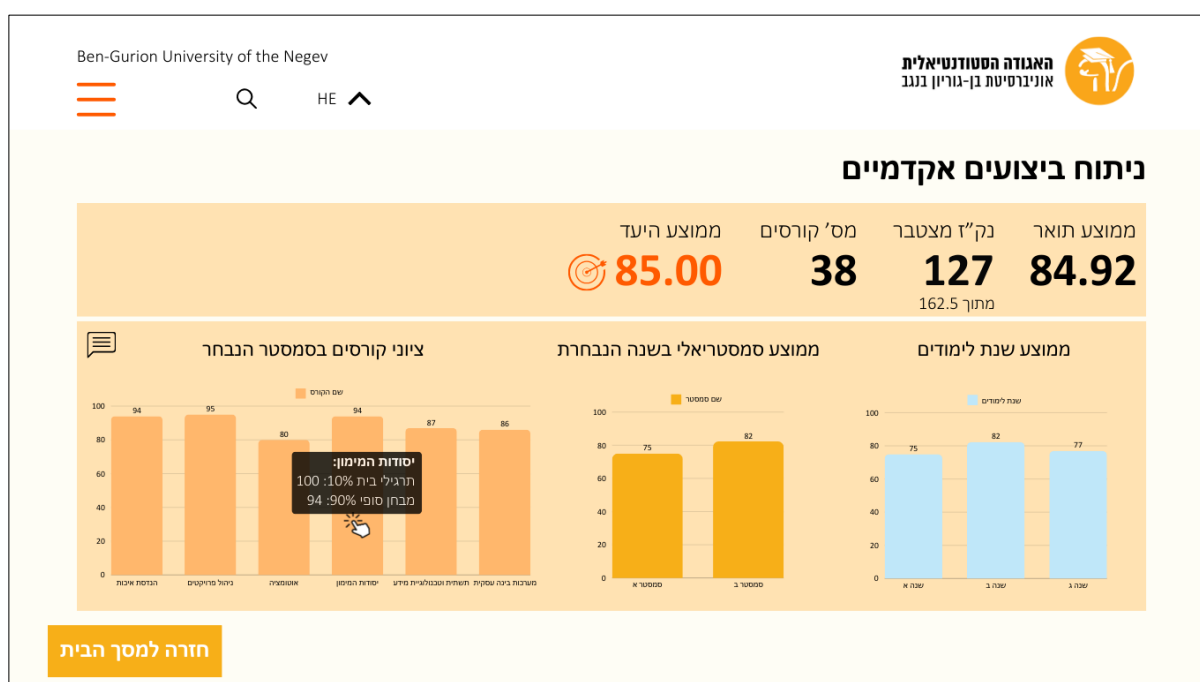 Ben-Gurion University of the Negev
HE
האגודה הסטודנטיאלית
אוניברסיטת בן-גוריון בנגב
ניתוח ביצועים אקדמיים
ממוצע תואר
84.92
נק״ז מצטבר
127
מתוך 162.5
מס׳ קורסים
38
ממוצע היעד
85.00
ממוצע שנת לימודים
שנת לימודים
100
80
60
40
20
0
75
82
77
שנה א
שנה ב
שנה ג
ממוצע סמסטריאלי בשנה הנבחרת
שם סמסטר
100
80
60
40
20
0
75
82
סמסטר א
סמסטר ב
ציוני קורסים בסמסטר הנבחר
שם הקורס
100
80
60
40
20
0
94
95
80
94
87
86
יסודות המימון:
תרגילי בית 10%: 100
מבחן סופי 90%: 94
הנדסת איכות
ניהול פרויקטים
אוטומציה
יסודות המימון
תשתית וטכנולוגיית מידע
מערכות בינה עסקית
חזרה למסך הבית